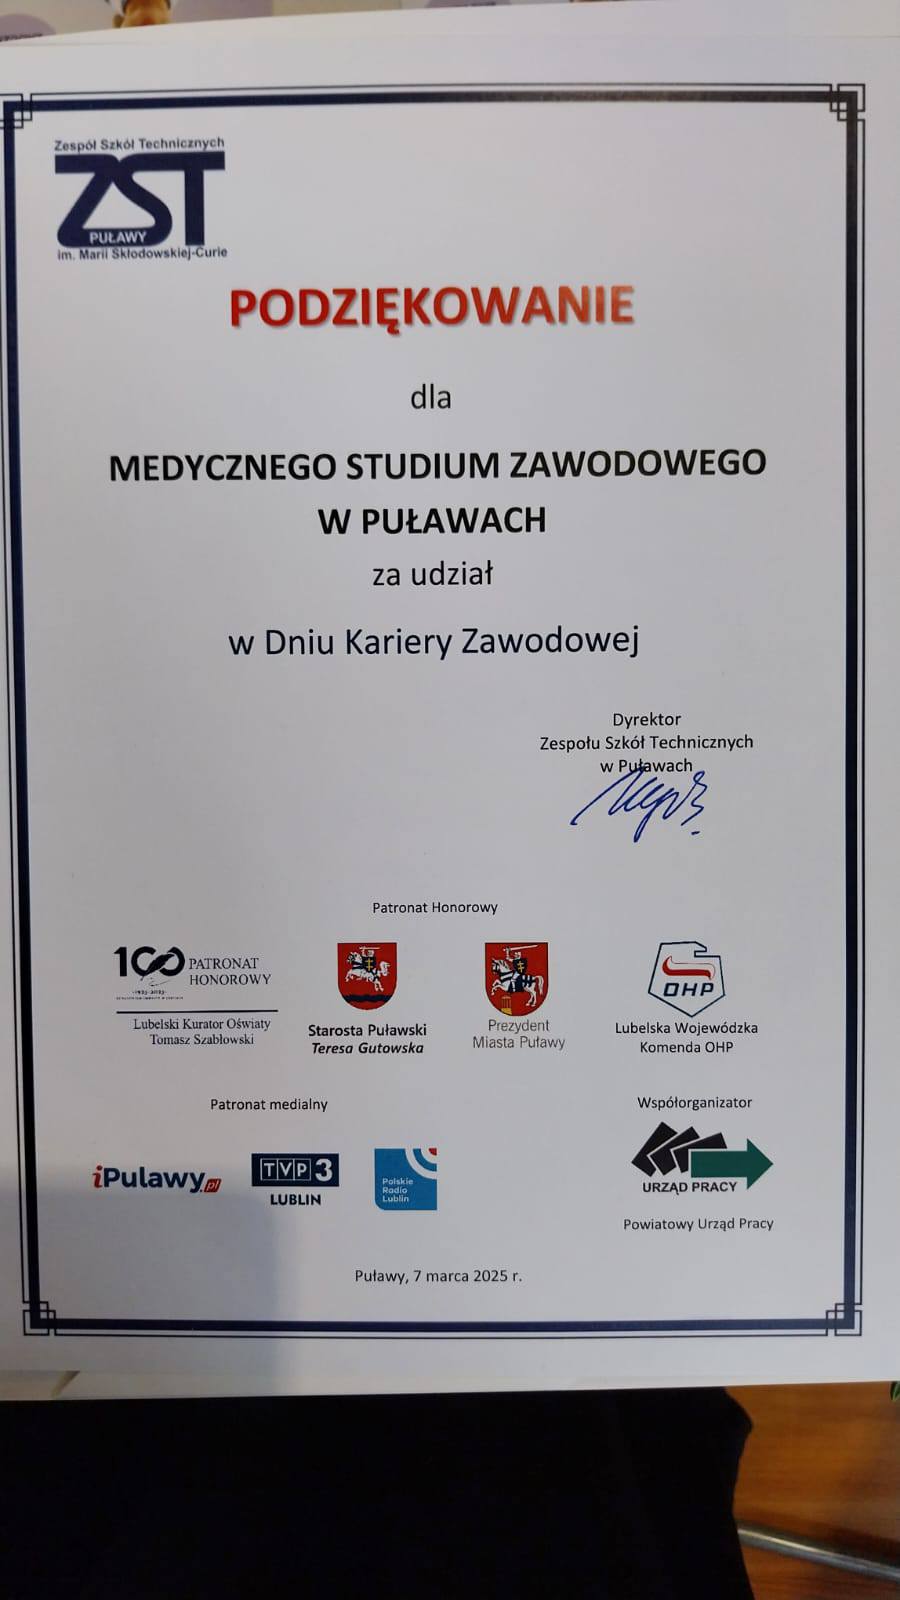 Zespół Szkół Technicznych
ZST
PUŁAWY
im. Marii Skłodowskiej-Curie
PODZIĘKOWANIE
dla
MEDYCZNEGO STUDIUM ZAWODOWEGO
W PUŁAWACH
za udział
w Dniu Kariery Zawodowej
Dyrektor
Zespołu Szkół Technicznych
w Puławach
Patronat Honorowy
100 PATRONAT
HONOROWY
Lubelski Kurator Oświaty
Tomasz Szabłowski
Starosta Puławski
Teresa Gutowska
Prezydent
Miasta Puławy
OHP
Lubelska Wojewódzka
Komenda OHP
Patronat medialny
Współorganizator
iPulawy.pl
TVP3
LUBLIN
Polskie
Radio
Lublin
URZĄD PRACY
Powiatowy Urząd Pracy
Puławy, 7 marca 2025 r.